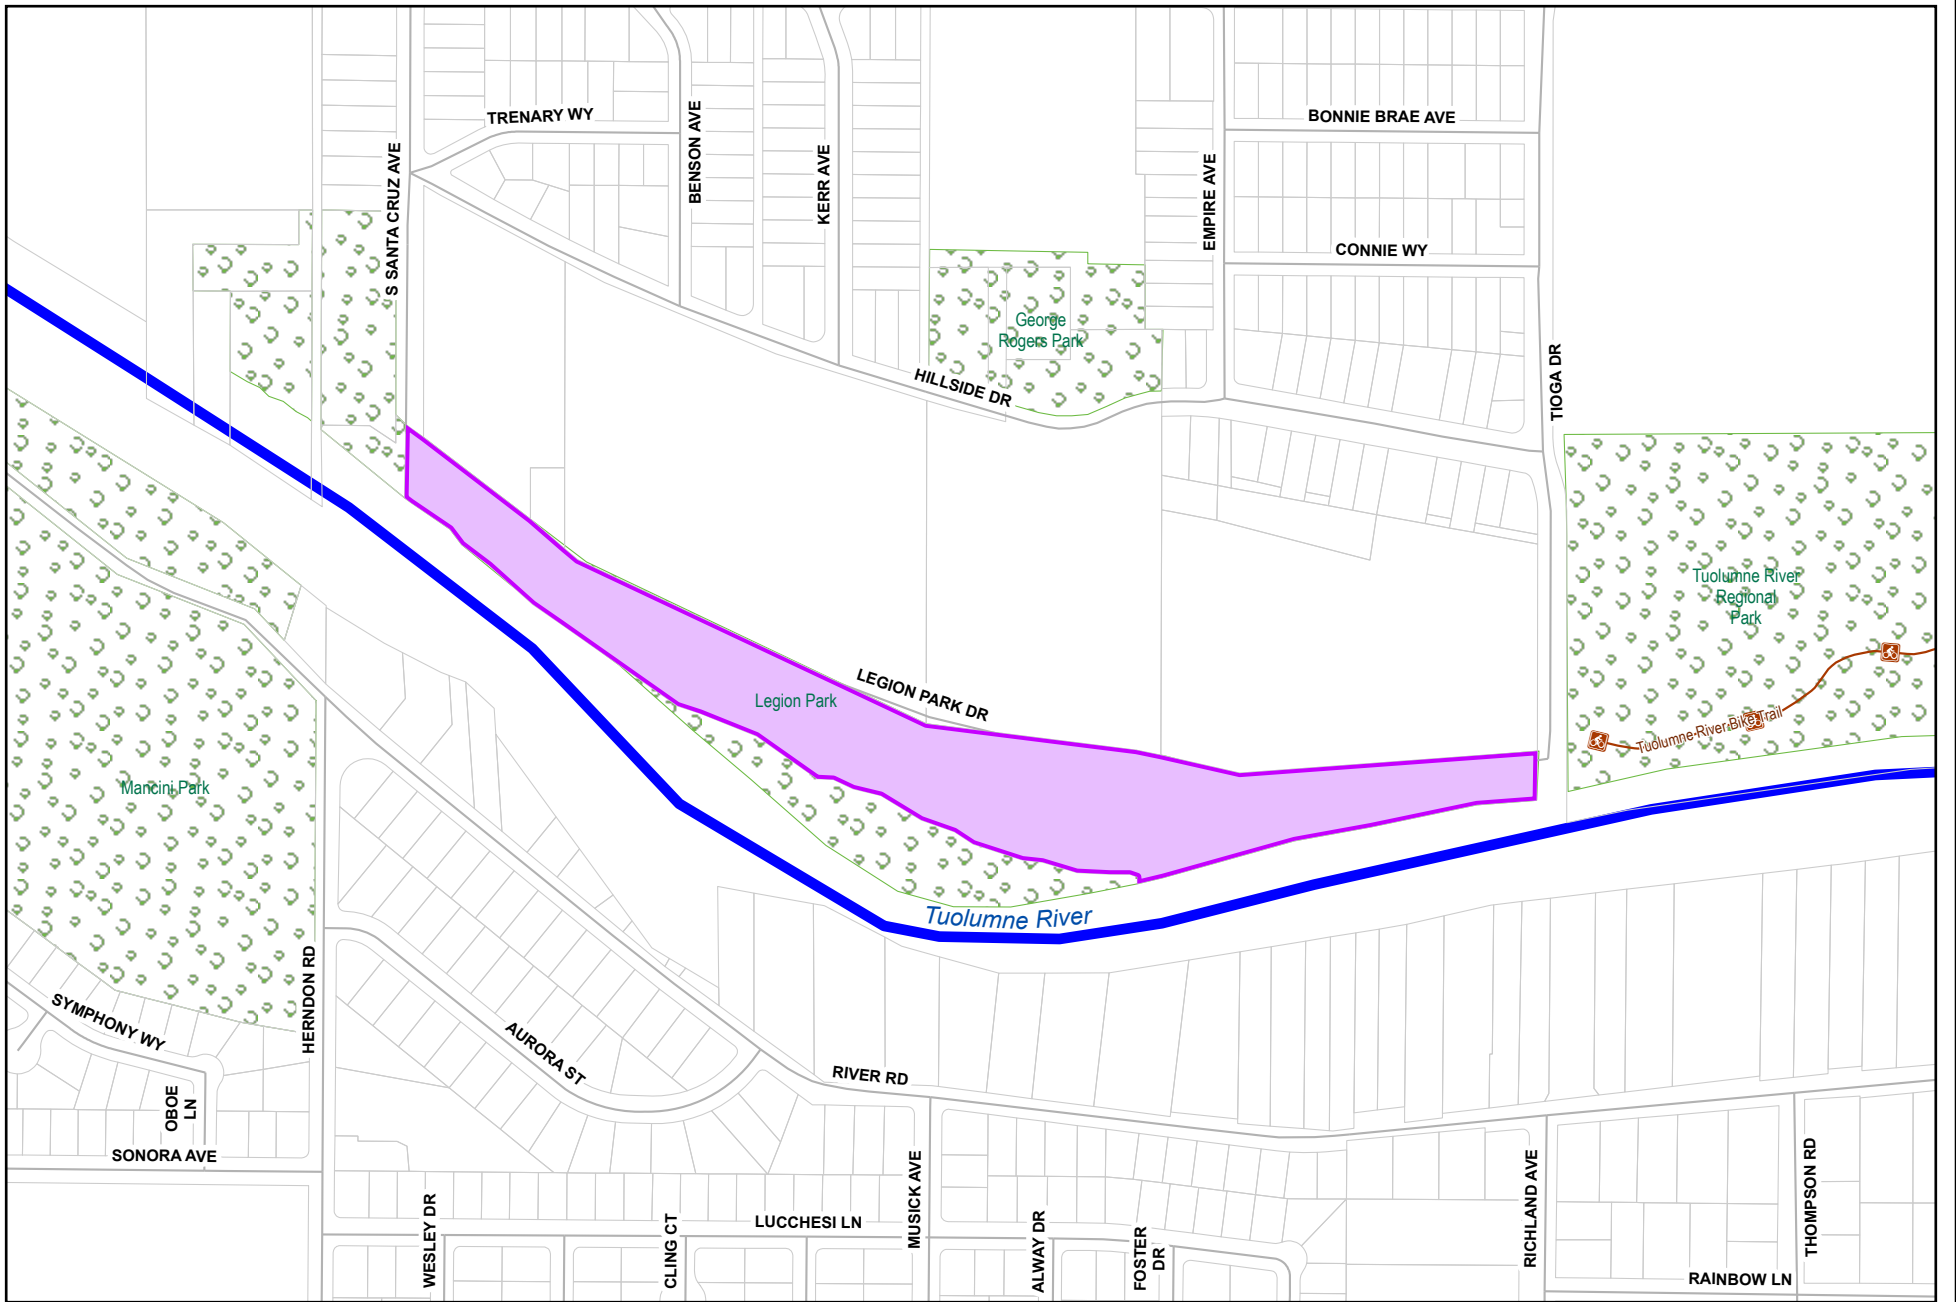 TRENARY WY
BENSON AVE
KERR AVE
S SANTA CRUZ AVE
EMPIRE AVE
BONNIE BRAE AVE
CONNIE WY
George
Rogers Park
HILLSIDE DR
TIOGA DR
Tuolumne River
Regional
Park
Legion Park
LEGION PARK DR
Tuolumne River Bike Trail
Mancini Park
Tuolumne River
HERNDON RD
SYMPHONY WY
AURORA ST
RIVER RD
OBOE
LN
SONORA AVE
WESLEY DR
CLING CT
LUCCHESI LN
MUSICK AVE
ALWAY DR
FOSTER
DR
RICHLAND AVE
THOMPSON RD
RAINBOW LN